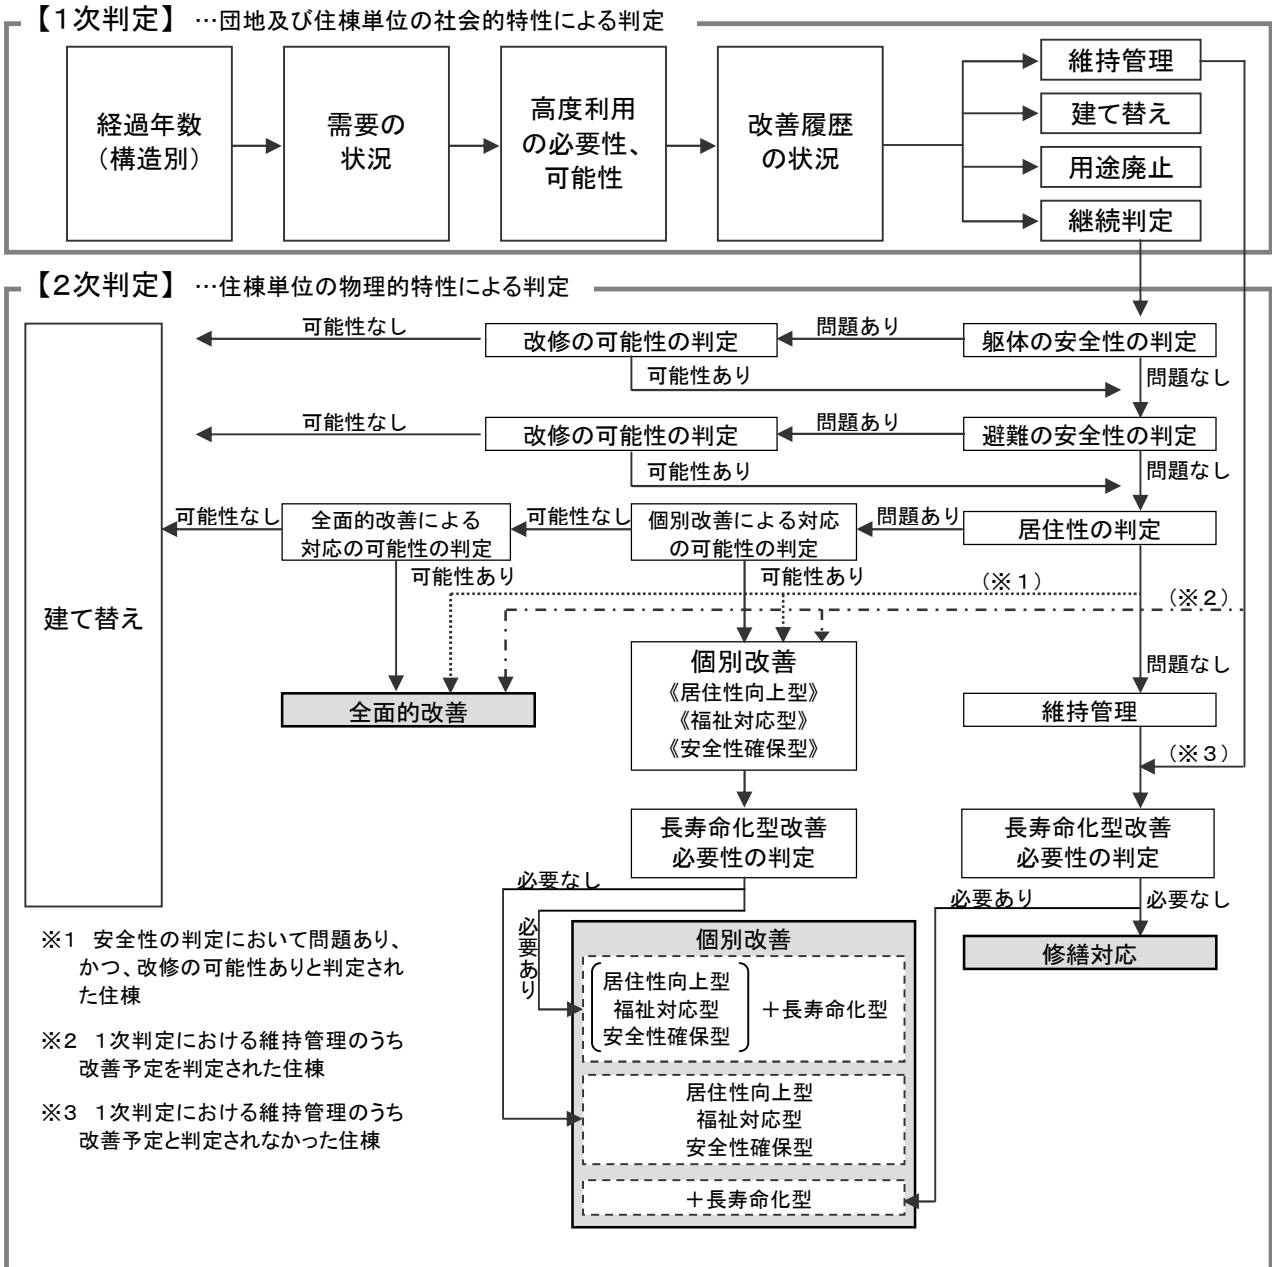 【1次判定】 …団地及び住棟単位の社会的特性による判定
経過年数
（構造別）
需要の
状況
高度利用
の必要性、
可能性
改善履歴
の状況
維持管理
建て替え
用途廃止
継続判定
【2次判定】 …住棟単位の物理的特性による判定
可能性なし
改修の可能性の判定
問題あり
躯体の安全性の判定
可能性あり
問題なし
可能性なし
改修の可能性の判定
問題あり
避難の安全性の判定
可能性あり
問題なし
可能性なし
全面的改善による
対応の可能性の判定
可能性なし
個別改善による対応
の可能性の判定
問題あり
居住性の判定
可能性あり
可能性あり
（※1）
（※2）
建て替え
個別改善
《居住性向上型》
《福祉対応型》
《安全性確保型》
問題なし
全面的改善
維持管理
（※3）
長寿命化型改善
必要性の判定
長寿命化型改善
必要性の判定
必要なし
必要あり
必要あり
必要なし
個別改善
修繕対応
居住性向上型
福祉対応型
安全性確保型
＋長寿命化型
居住性向上型
福祉対応型
安全性確保型
＋長寿命化型
※1 安全性の判定において問題あり、
かつ、改修の可能性ありと判定され
た住棟
※2 1次判定における維持管理のうち
改善予定を判定された住棟
※3 1次判定における維持管理のうち
改善予定と判定されなかった住棟